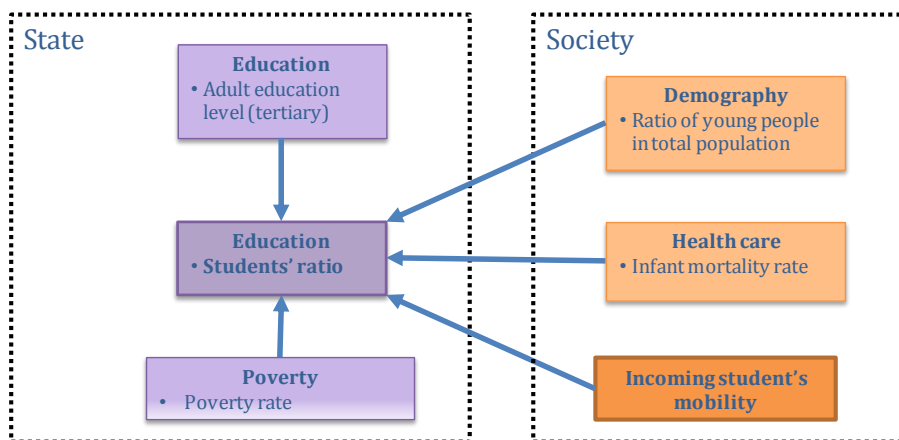 State
Education
• Adult education
level (tertiary)
Education
• Students’ ratio
Poverty
• Poverty rate
Society
Demography
• Ratio of young people
in total population
Health care
• Infant mortality rate
Incoming student’s
mobility